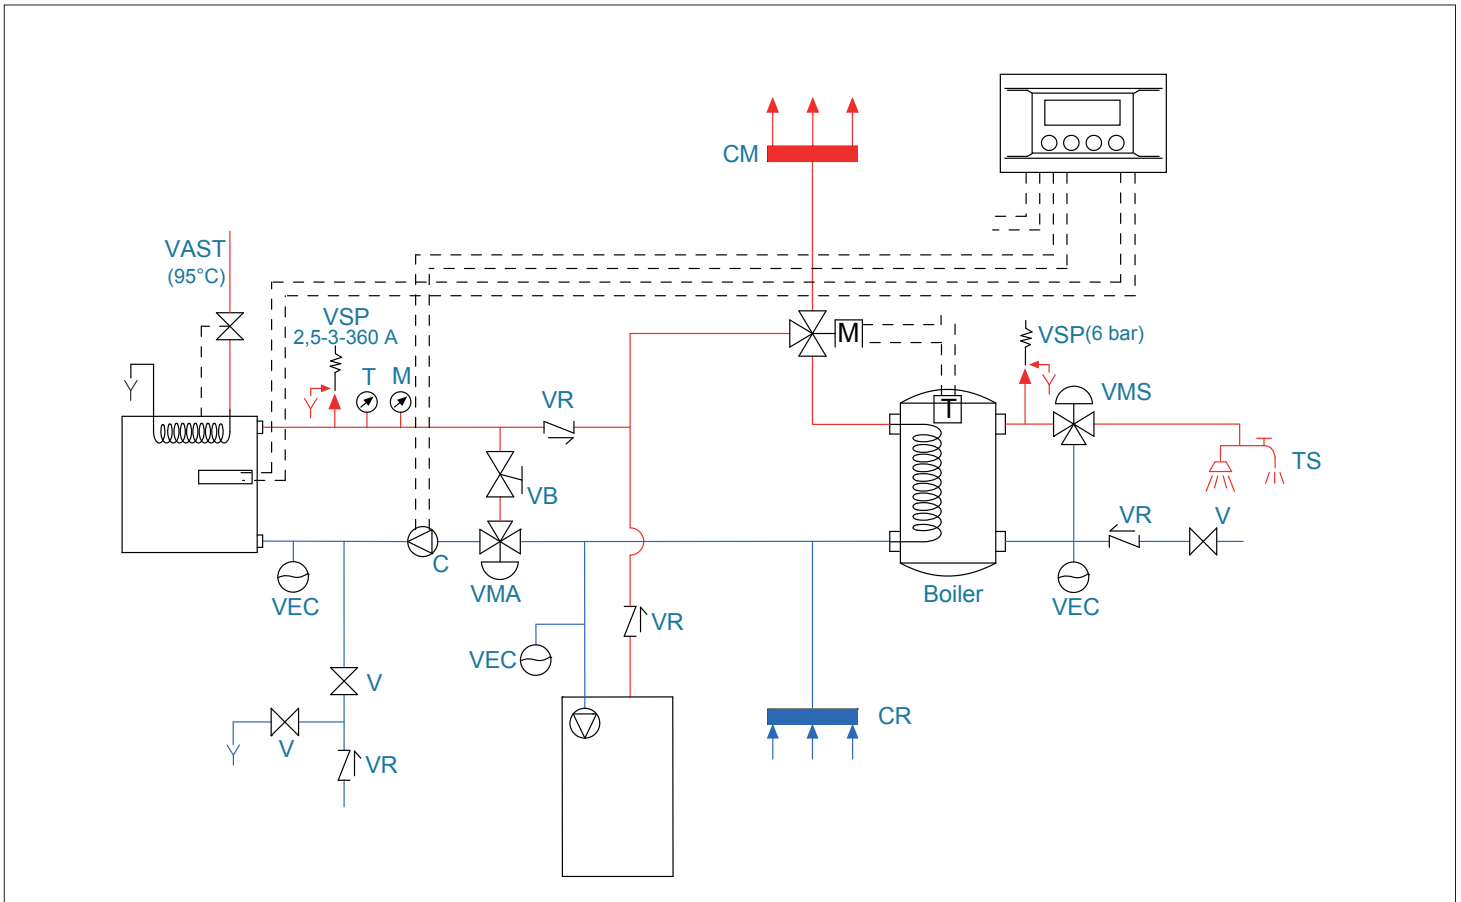 CM
VAST
(95°C)
VSP
2,5-3-360 A
T
M
VR
M
VSP(6 bar)
VMS
T
TS
VB
VR
V
C
VMA
VEC
Boiler
VEC
VR
VEC
V
V
VR
CR